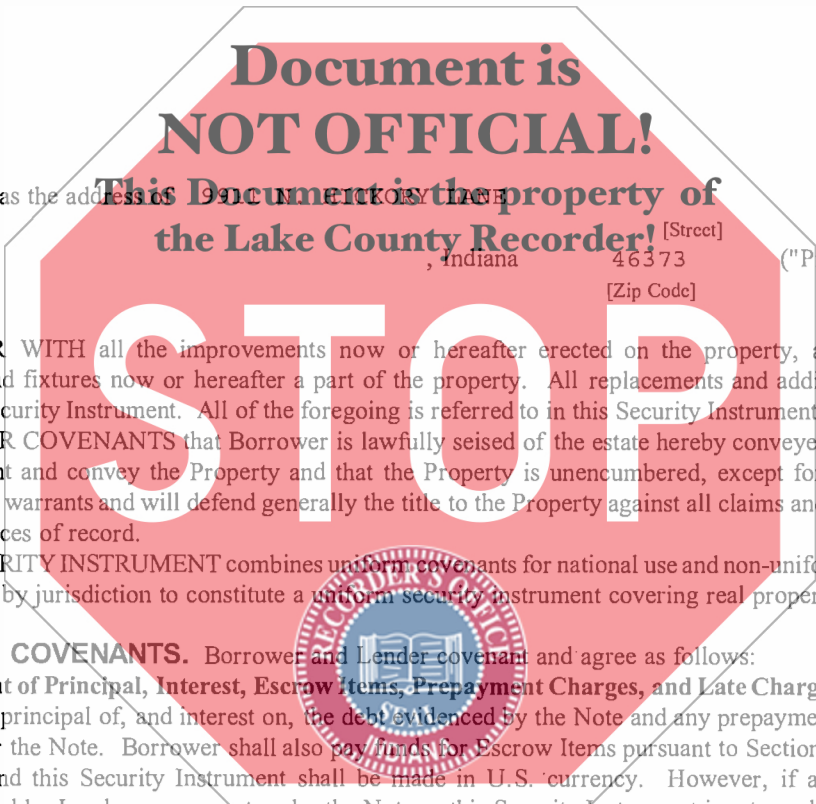 Document is
NOT OFFICIAL!
as the address of 9911 N. HICKORY LANE
This Document is the property of
[Street]
the Lake County Recorder!
, Indiana 46373 ("P
[Zip Code]
STOP
R WITH all the improvements now or hereafter erected on the property, a
d fixtures now or hereafter a part of the property. All replacements and addi
curity Instrument. All of the foregoing is referred to in this Security Instrument
R COVENANTS that Borrower is lawfully seised of the estate hereby conveye
t and convey the Property and that the Property is unencumbered, except fo
warrants and will defend generally the title to the Property against all claims an
ces of record.
RITY INSTRUMENT combines uniform covenants for national use and non-unifo
by jurisdiction to constitute a uniform security instrument covering real proper
RECORDER'S OFFICE
COVENANTS. Borrower and Lender covenant and agree as follows:
t of Principal, Interest, Escrow Items, Prepayment Charges, and Late Charg
principal of, and interest on, the debt evidenced by the Note and any prepayme
the Note. Borrower shall also pay funds for Escrow Items pursuant to Section
INDIANA
nd this Security Instrument shall be made in U.S. currency. However, if a